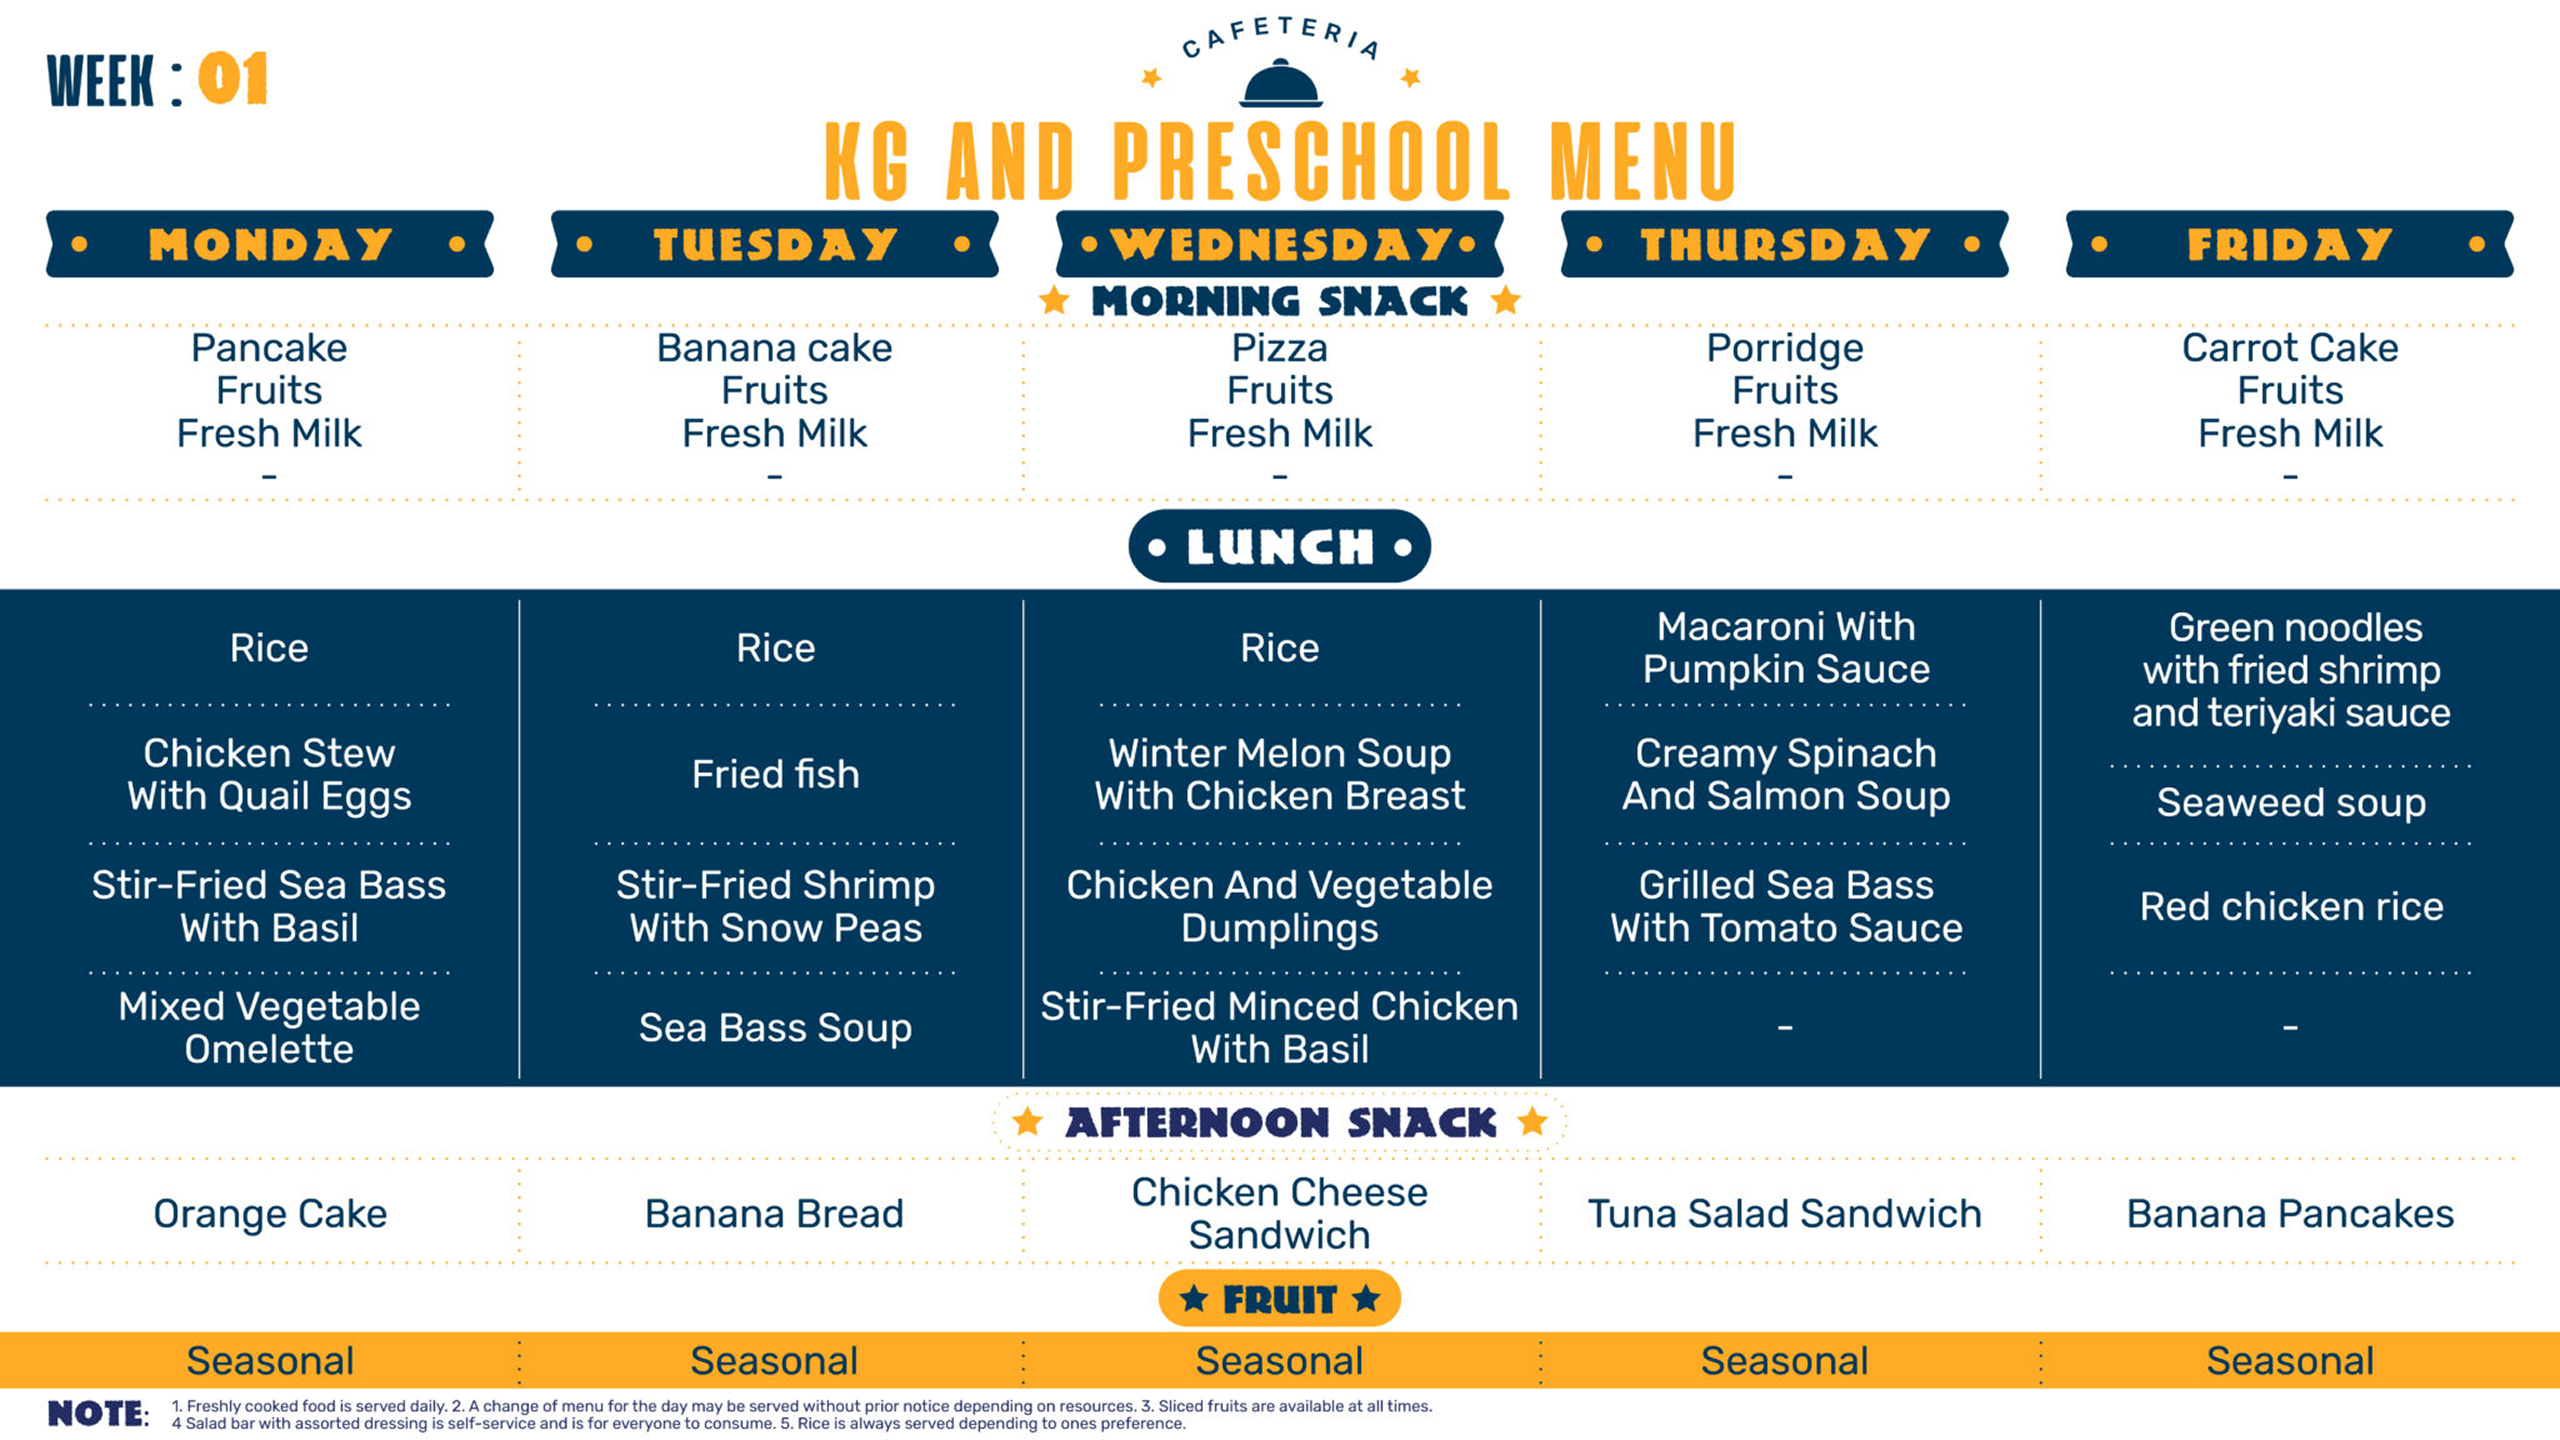 WEEK : 01
CAFETERIA
KG AND PRESCHOOL MENU
MONDAY
TUESDAY
WEDNESDAY
THURSDAY
FRIDAY
MORNING SNACK
Pancake
Fruits
Fresh Milk
-
Banana cake
Fruits
Fresh Milk
-
Pizza
Fruits
Fresh Milk
-
Porridge
Fruits
Fresh Milk
-
Carrot Cake
Fruits
Fresh Milk
-
LUNCH
Rice
Chicken Stew
With Quail Eggs
Stir-Fried Sea Bass
With Basil
Mixed Vegetable
Omelette
Rice
Fried fish
Stir-Fried Shrimp
With Snow Peas
Sea Bass Soup
Rice
Winter Melon Soup
With Chicken Breast
Chicken And Vegetable
Dumplings
Stir-Fried Minced Chicken
With Basil
Macaroni With
Pumpkin Sauce
Creamy Spinach
And Salmon Soup
Grilled Sea Bass
With Tomato Sauce
-
Green noodles
with fried shrimp
and teriyaki sauce
Seaweed soup
Red chicken rice
-
AFTERNOON SNACK
Orange Cake
Banana Bread
Chicken Cheese
Sandwich
Tuna Salad Sandwich
Banana Pancakes
FRUIT
Seasonal
Seasonal
Seasonal
Seasonal
Seasonal
NOTE: 1. Freshly cooked food is served daily. 2. A change of menu for the day may be served without prior notice depending on resources. 3. Sliced fruits are available at all times.
4 Salad bar with assorted dressing is self-service and is for everyone to consume. 5. Rice is always served depending to ones preference.